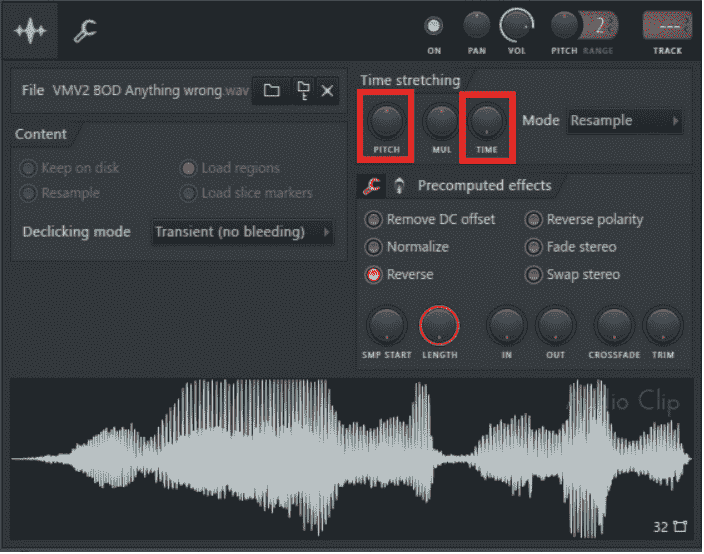 ON PAN VOL PITCH RANGE 2 TRACK ---
File VMV2 BOD Anything wrong.wav
Content
Keep on disk Load regions
Resample Load slice markers
Declicking mode Transient (no bleeding)
Time stretching
PITCH MUL TIME Mode Resample
Precomputed effects
Remove DC offset Reverse polarity
Normalize Fade stereo
Reverse Swap stereo
SMP START LENGTH IN OUT CROSSFADE TRIM
Audio Clip
32